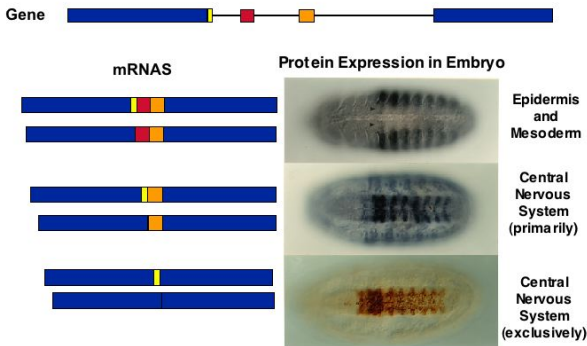 Gene
mRNAS
Protein Expression in Embryo
Epidermis
and
Mesoderm
Central
Nervous
System
(primarily)
Central
Nervous
System
(exclusively)